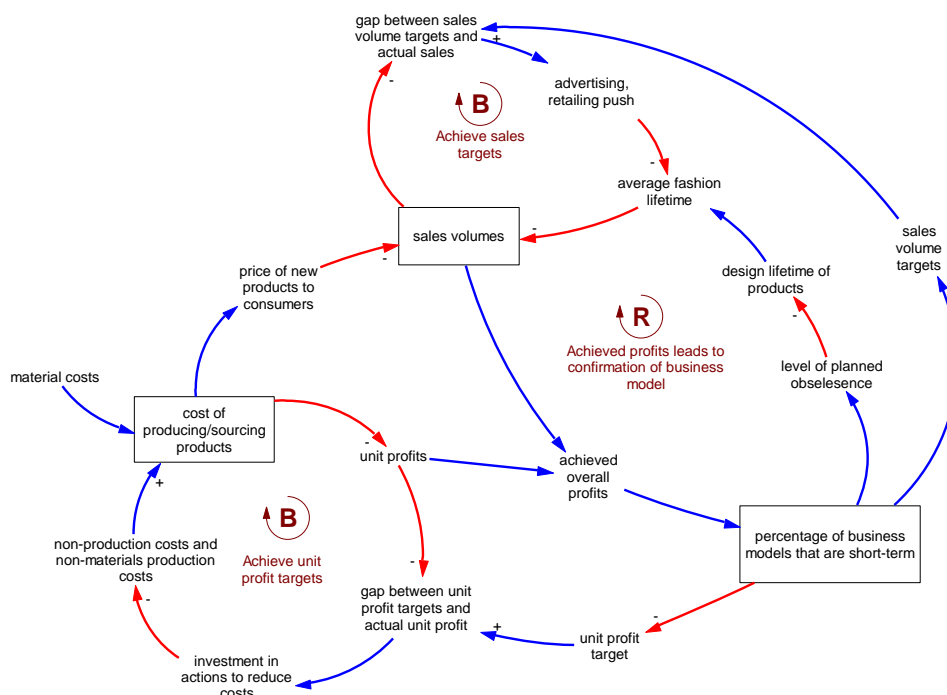 gap between sales
volume targets and
actual sales
+
-
B
Achieve sales
targets
advertising,
retailing push
-
average fashion
lifetime
-
sales volumes
-
price of new
products to
consumers
sales
volume
targets
design lifetime of
products
-
R
Achieved profits leads to
confirmation of business
model
level of planned
obselesence
material costs
cost of
producing/sourcing
products
-
unit profits
achieved
overall
profits
+
B
Achieve unit
profit targets
percentage of business
models that are short-term
non-production costs and
non-materials production
costs
-
-
gap between unit
profit targets and
actual unit profit
+
-
unit profit
target
investment in
actions to reduce
costs